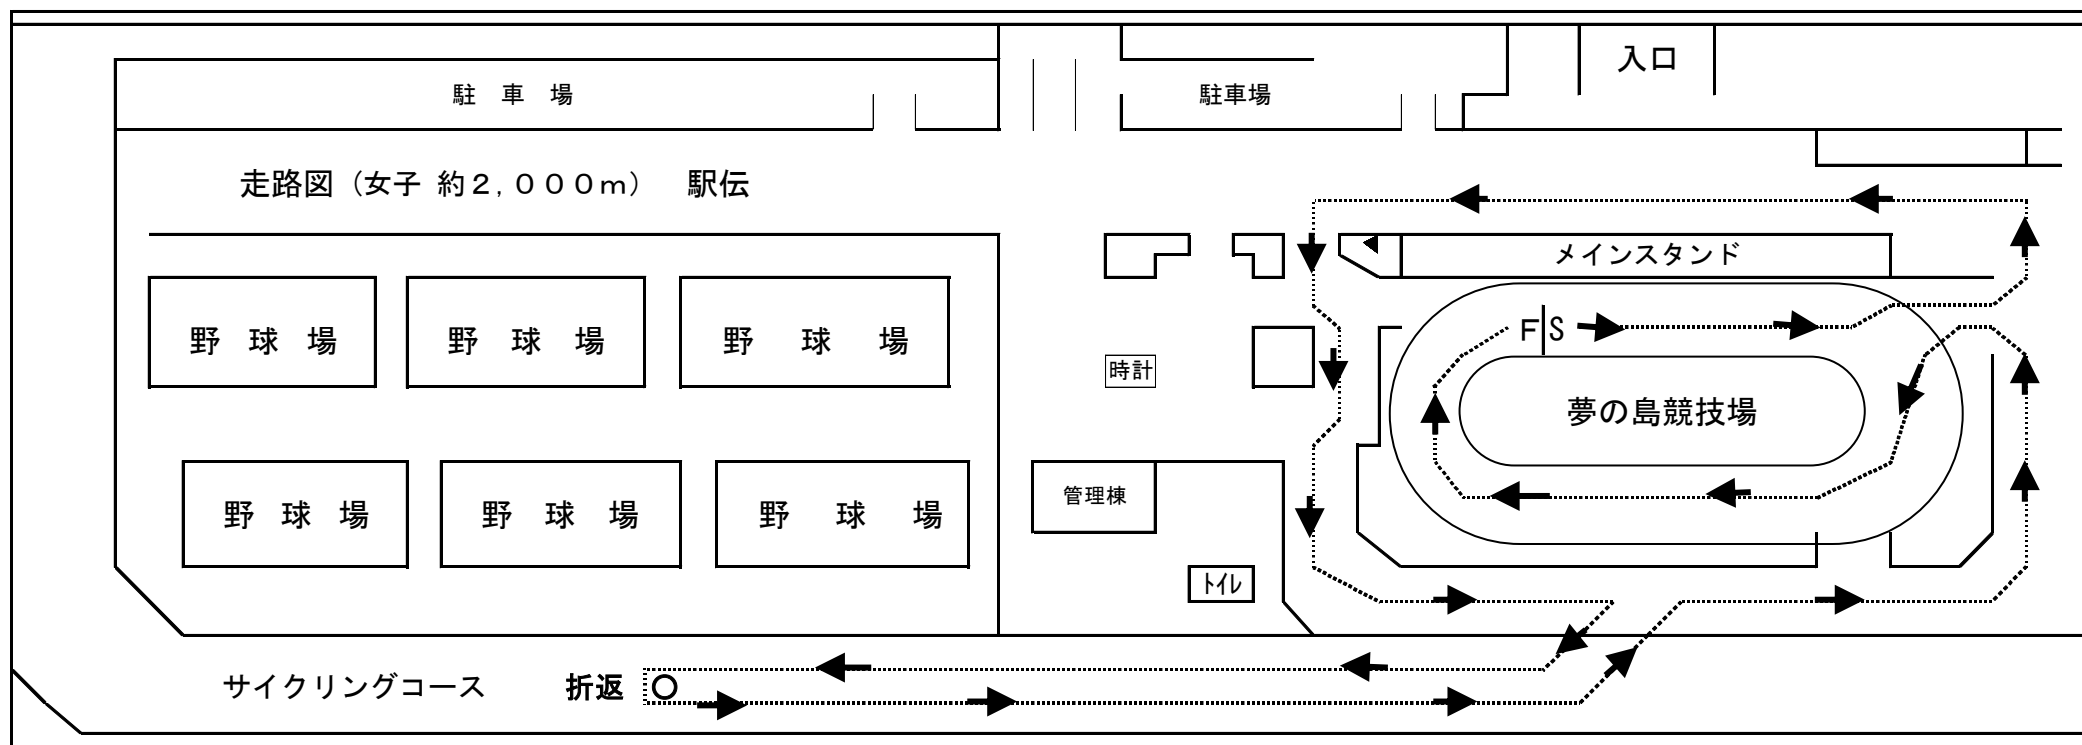 入口
駐 車 場
駐車場
走路図（女子 約２,０００ｍ） 駅伝
メインスタンド
野 球 場
野 球 場
野 球 場
F S
時計
夢の島競技場
管理棟
野 球 場
野 球 場
野 球 場
トイレ
サイクリングコース
折返